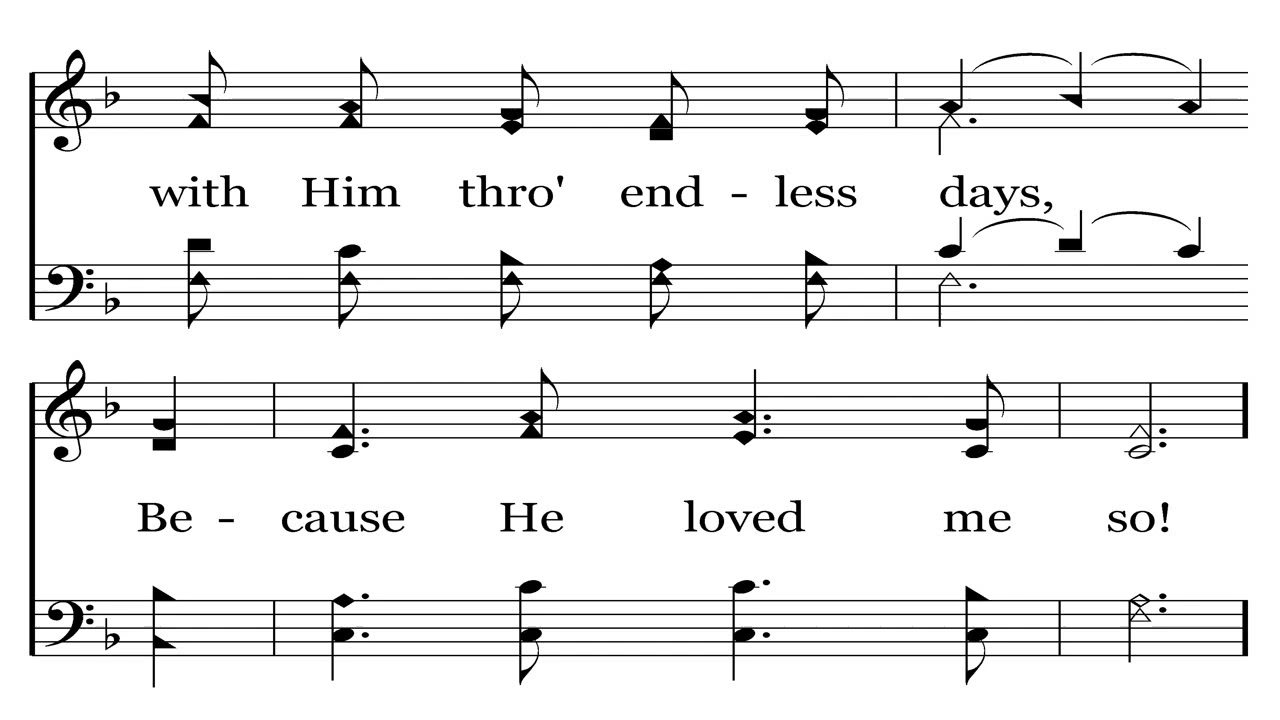 with Him thro' end - less days,
Be - cause He loved me so!